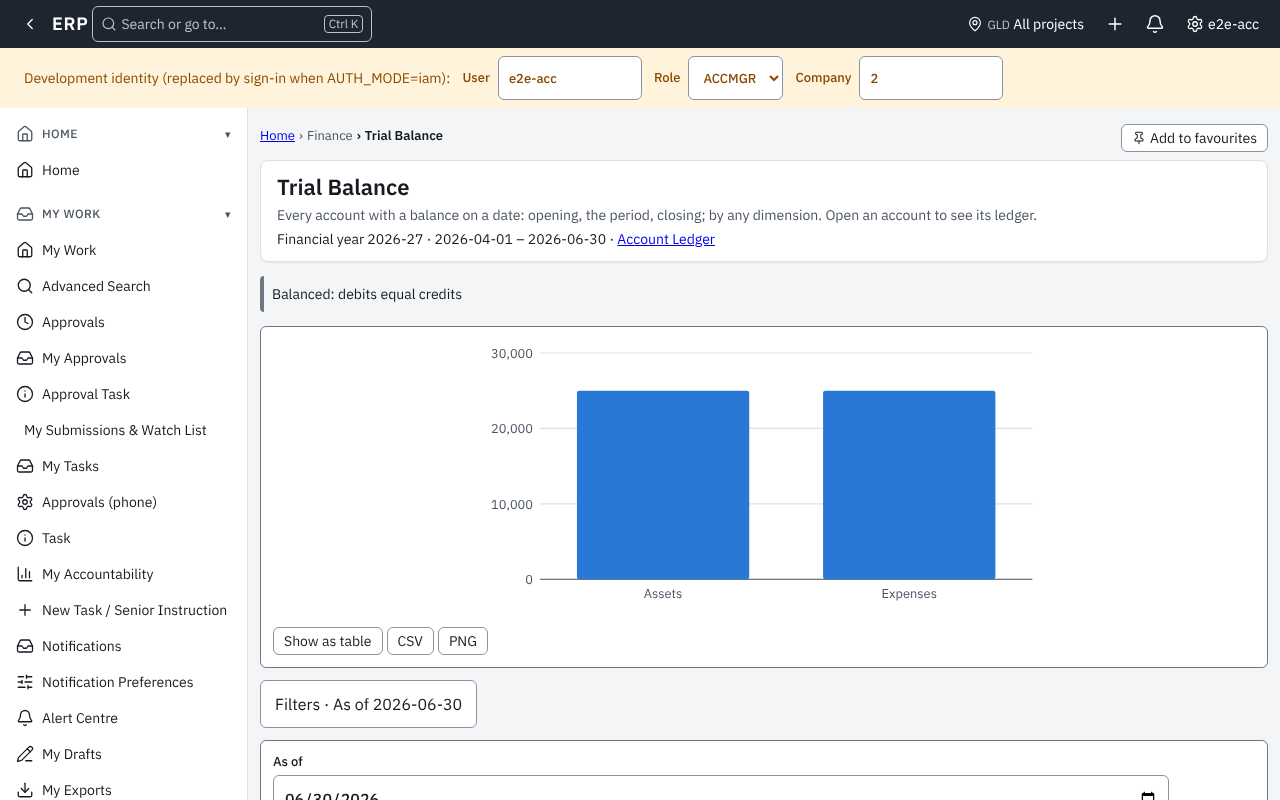 ERP
Search or go to...
Ctrl K
GLD All projects
e2e-acc
Development identity (replaced by sign-in when AUTH_MODE=iam):
User
e2e-acc
Role
ACCMGR
Company
2
HOME
Home
MY WORK
My Work
Advanced Search
Approvals
My Approvals
Approval Task
My Submissions & Watch List
My Tasks
Approvals (phone)
Task
My Accountability
New Task / Senior Instruction
Notifications
Notification Preferences
Alert Centre
My Drafts
My Exports
Home › Finance › Trial Balance
Add to favourites
Trial Balance
Every account with a balance on a date: opening, the period, closing; by any dimension. Open an account to see its ledger.
Financial year 2026-27 · 2026-04-01 – 2026-06-30 · Account Ledger
Balanced: debits equal credits
30,000
20,000
10,000
0
Assets
Expenses
Show as table
CSV
PNG
Filters · As of 2026-06-30
As of
06/30/2026